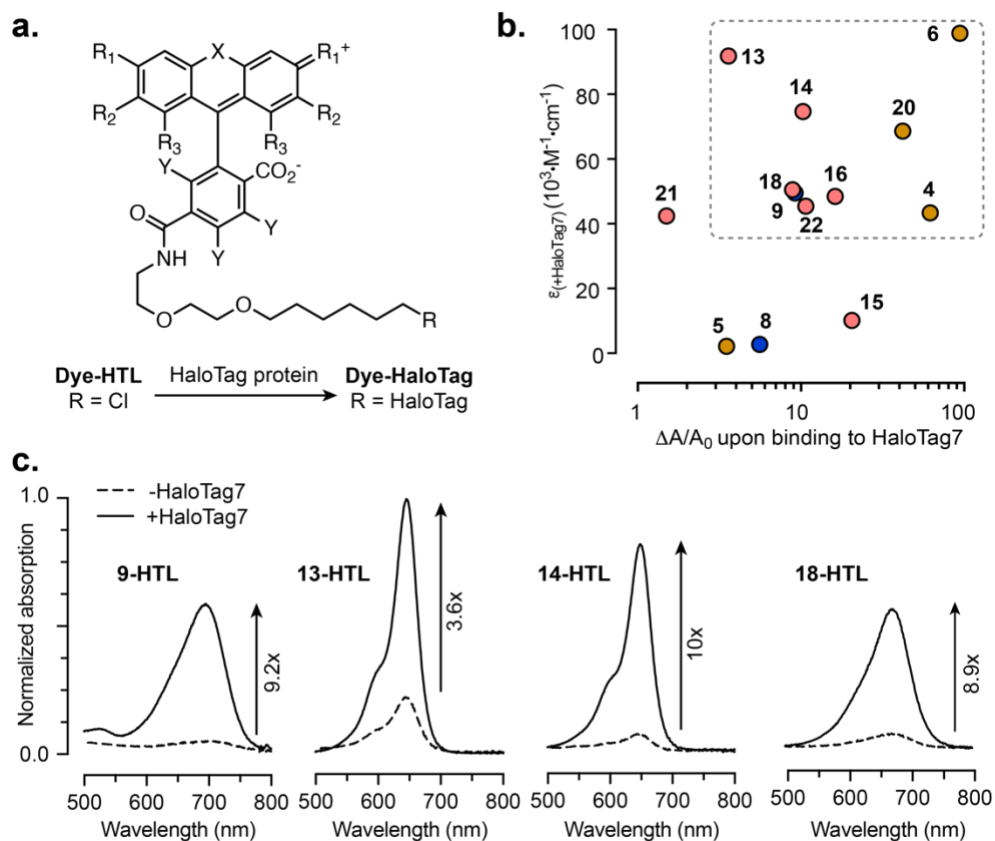 a.
R₁ X R₁⁺
R₂ R₂
R₃ R₃
Y CO₂⁻
O
Y
NH Y
O
O R
Dye-HTL HaloTag protein Dye-HaloTag
R = Cl R = HaloTag
b.
ε(+HaloTag7) (10³·M⁻¹·cm⁻¹)
100
80
60
40
20
0
6
13
14
20
18
16
9
22
4
21
15
5
8
1 10 100
ΔA/A₀ upon binding to HaloTag7
c.
-HaloTag7
+HaloTag7
Normalized absorption
1.0
0.0
9-HTL
9.2x
500 600 700 800
Wavelength (nm)
13-HTL
3.6x
500 600 700 800
Wavelength (nm)
14-HTL
10x
500 600 700 800
Wavelength (nm)
18-HTL
8.9x
500 600 700 800
Wavelength (nm)